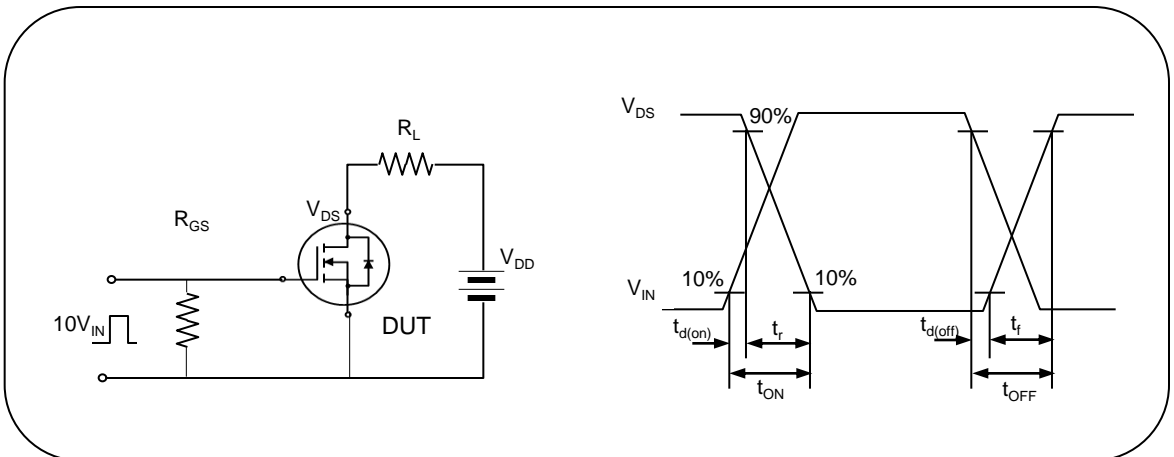 R_L
V_DS
R_GS
V_DD
10V_IN
DUT
V_DS
90%
V_IN
10%
10%
t_d(on)
t_r
t_ON
t_d(off)
t_f
t_OFF